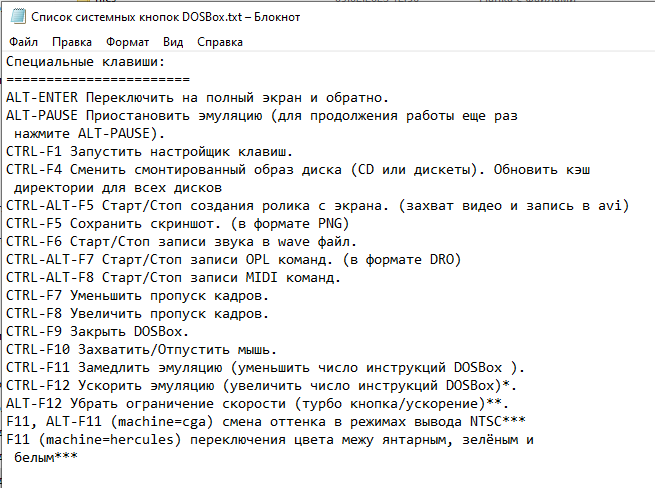 Список системных кнопок DOSBox.txt – Блокнот
Файл Правка Формат Вид Справка
Специальные клавиши:
=======================
ALT-ENTER Переключить на полный экран и обратно.
ALT-PAUSE Приостановить эмуляцию (для продолжения работы еще раз
нажмите ALT-PAUSE).
CTRL-F1 Запустить настройщик клавиш.
CTRL-F4 Сменить смонтированный образ диска (CD или дискеты). Обновить кэш
директории для всех дисков
CTRL-ALT-F5 Старт/Стоп создания ролика с экрана. (захват видео и запись в avi)
CTRL-F5 Сохранить скриншот. (в формате PNG)
CTRL-F6 Старт/Стоп записи звука в wave файл.
CTRL-ALT-F7 Старт/Стоп записи OPL команд. (в формате DRO)
CTRL-ALT-F8 Старт/Стоп записи MIDI команд.
CTRL-F7 Уменьшить пропуск кадров.
CTRL-F8 Увеличить пропуск кадров.
CTRL-F9 Закрыть DOSBox.
CTRL-F10 Захватить/Отпустить мышь.
CTRL-F11 Замедлить эмуляцию (уменьшить число инструкций DOSBox ).
CTRL-F12 Ускорить эмуляцию (увеличить число инструкций DOSBox)*.
ALT-F12 Убрать ограничение скорости (турбо кнопка/ускорение)**.
F11, ALT-F11 (machine=cga) смена оттенка в режимах вывода NTSC***
F11 (machine=hercules) переключения цвета межу янтарным, зелёным и
белым***